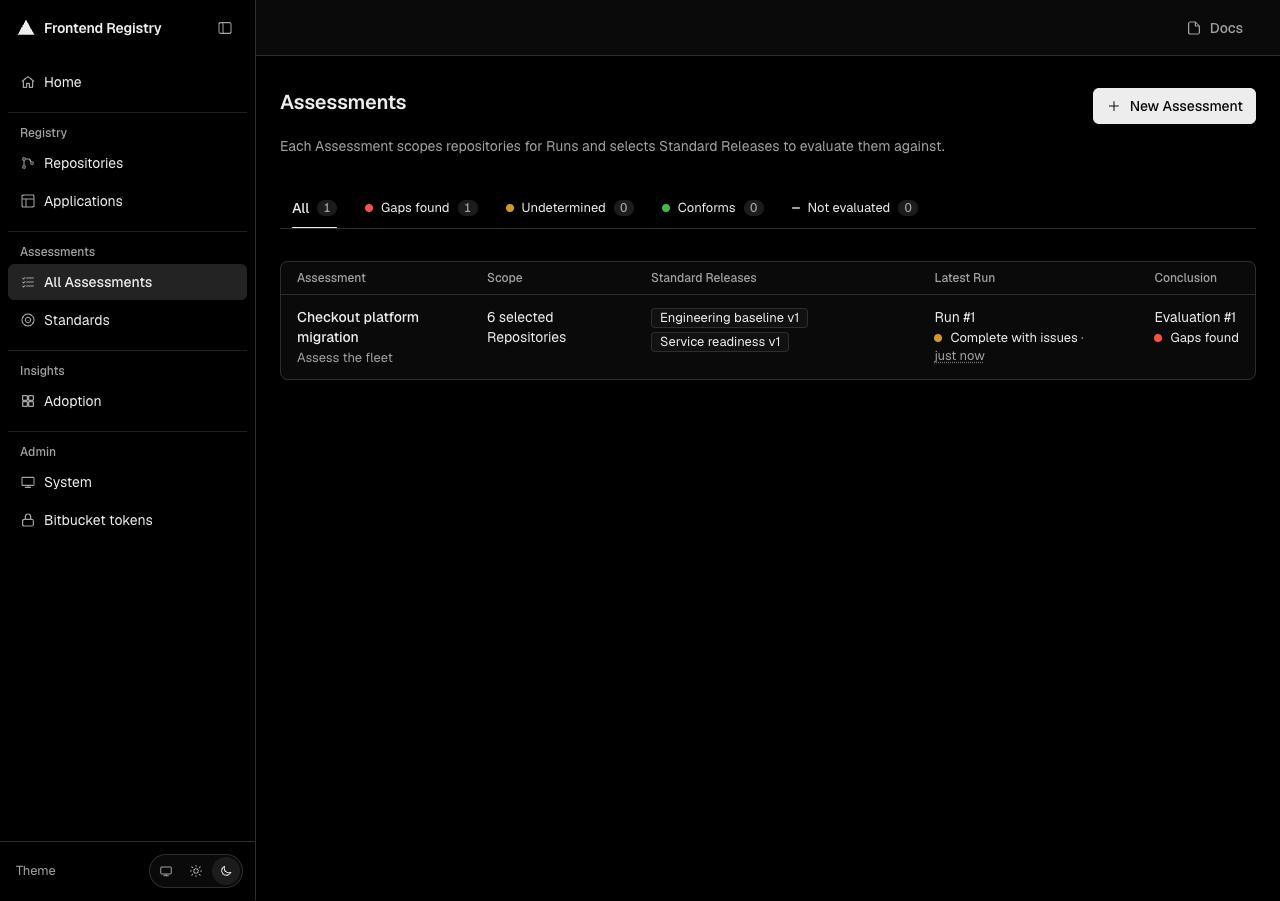 Frontend Registry
Docs
Home
Registry
Repositories
Applications
Assessments
All Assessments
Standards
Insights
Adoption
Admin
System
Bitbucket tokens
Theme
Assessments
New Assessment
Each Assessment scopes repositories for Runs and selects Standard Releases to evaluate them against.
All 1 Gaps found 1 Undetermined 0 Conforms 0 Not evaluated 0
Assessment Scope Standard Releases Latest Run Conclusion
Checkout platform
migration
Assess the fleet
6 selected
Repositories
Engineering baseline v1
Service readiness v1
Run #1
Complete with issues ·
just now
Evaluation #1
Gaps found